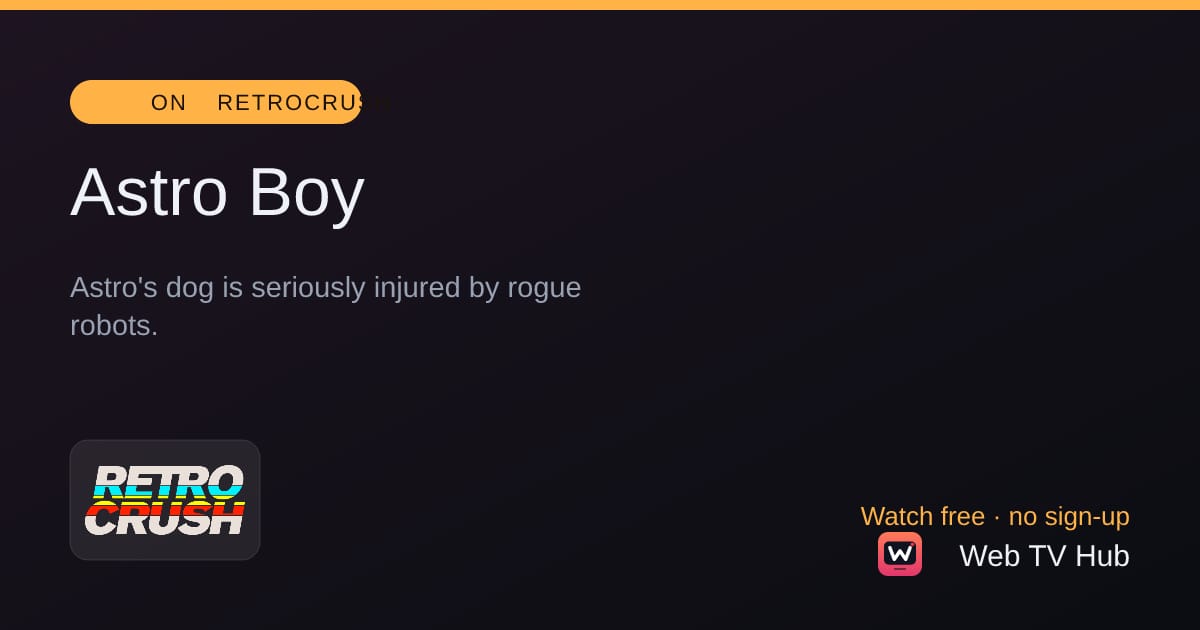 ON RETROCRUSH
Astro Boy
Astro's dog is seriously injured by rogue
robots.
RETRO
CRUSH
Watch free · no sign-up
W
Web TV Hub